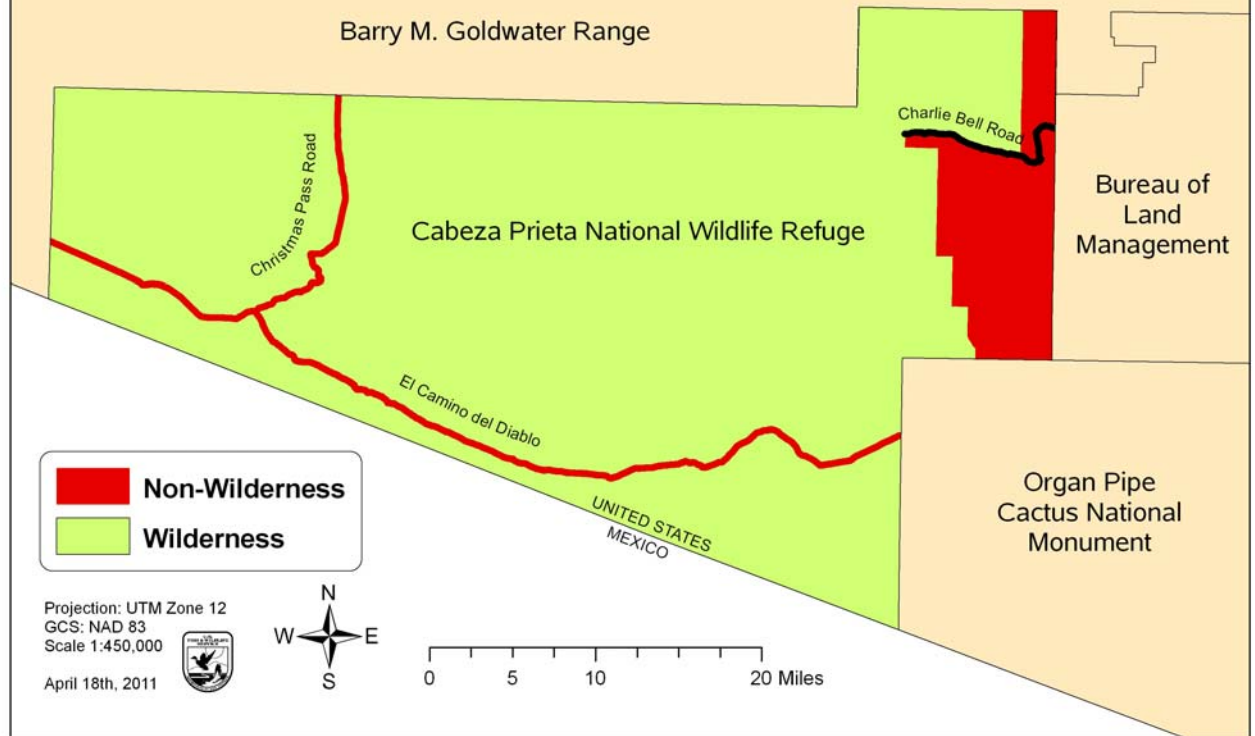 Barry M. Goldwater Range
Charlie Bell Road
Christmas Pass Road
Cabeza Prieta National Wildlife Refuge
Bureau of
Land
Management
El Camino del Diablo
UNITED STATES
MEXICO
Organ Pipe
Cactus National
Monument
Non-Wilderness
Wilderness
Projection: UTM Zone 12
GCS: NAD 83
Scale 1:450,000
April 18th, 2011
N
W E
S
0 5 10 20 Miles